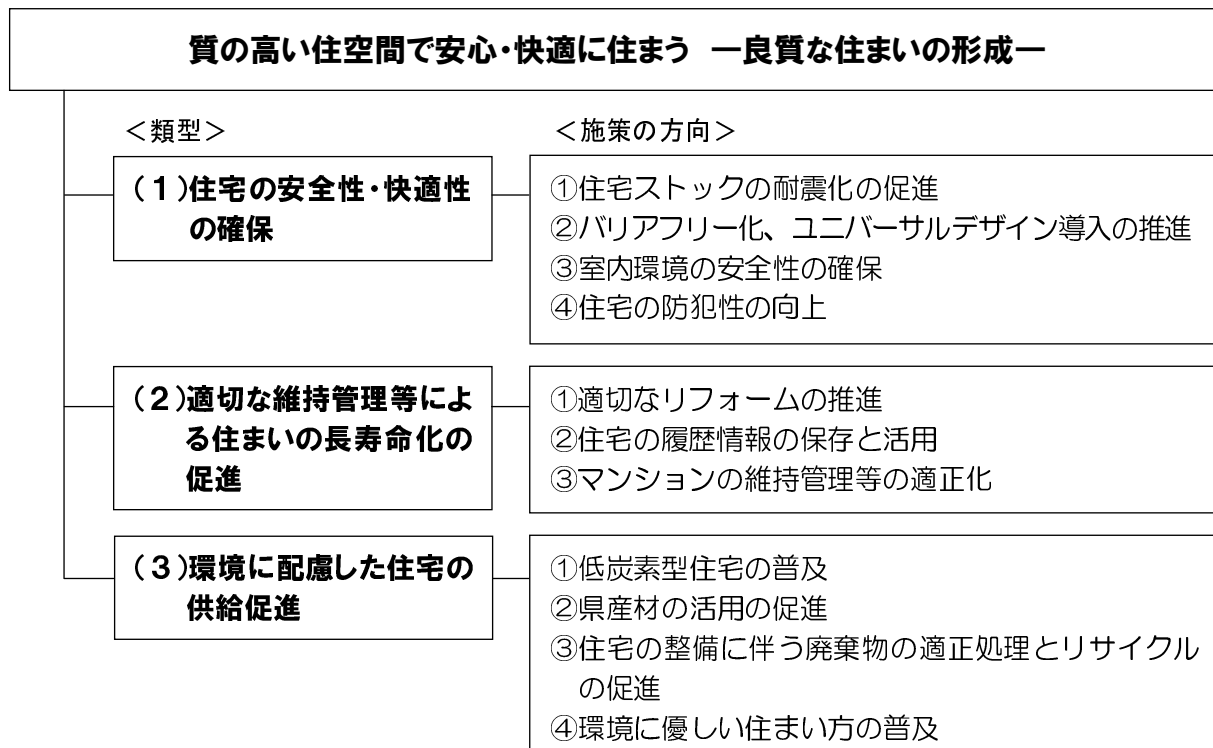 質の高い住空間で安心・快適に住まう ―良質な住まいの形成―
＜類型＞
＜施策の方向＞
（１）住宅の安全性・快適性
の確保
①住宅ストックの耐震化の促進
②バリアフリー化、ユニバーサルデザイン導入の推進
③室内環境の安全性の確保
④住宅の防犯性の向上
（２）適切な維持管理等によ
る住まいの長寿命化の
促進
①適切なリフォームの推進
②住宅の履歴情報の保存と活用
③マンションの維持管理等の適正化
（３）環境に配慮した住宅の
供給促進
①低炭素型住宅の普及
②県産材の活用の促進
③住宅の整備に伴う廃棄物の適正処理とリサイクル
の促進
④環境に優しい住まい方の普及